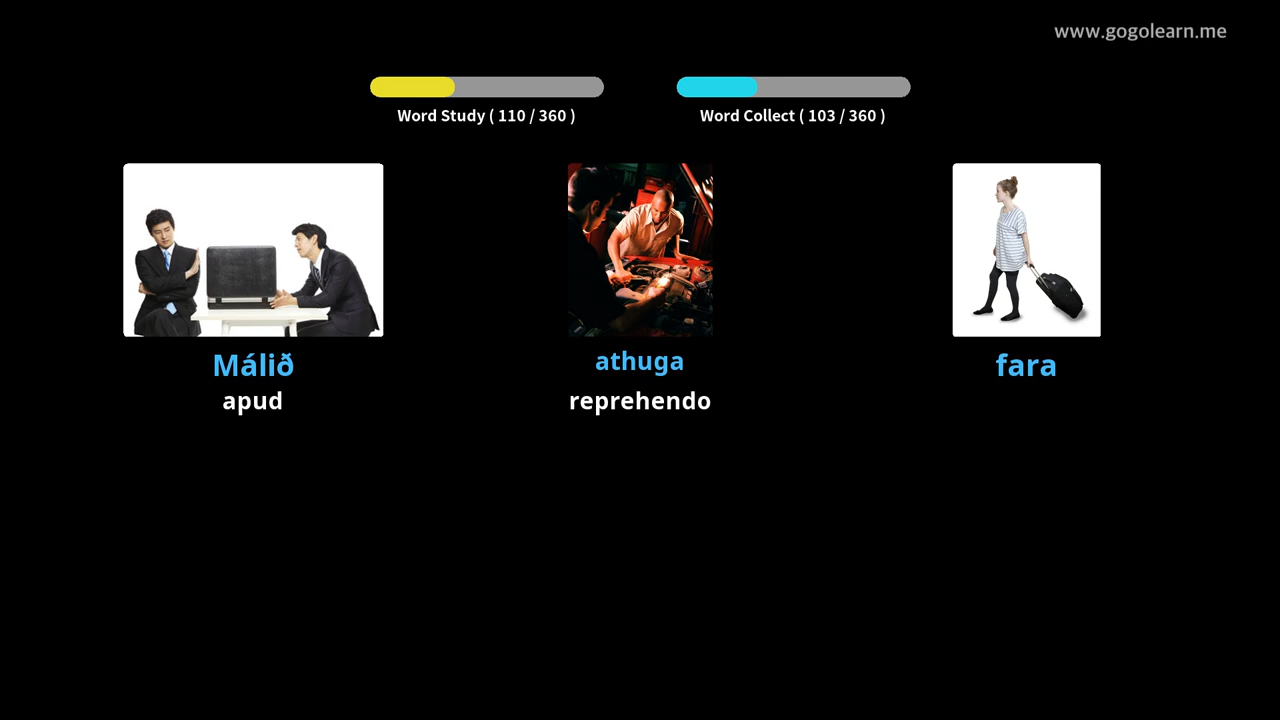 www.gogolearn.me
Word Study ( 110 / 360 )
Word Collect ( 103 / 360 )
Málið
apud
athuga
reprehendo
fara